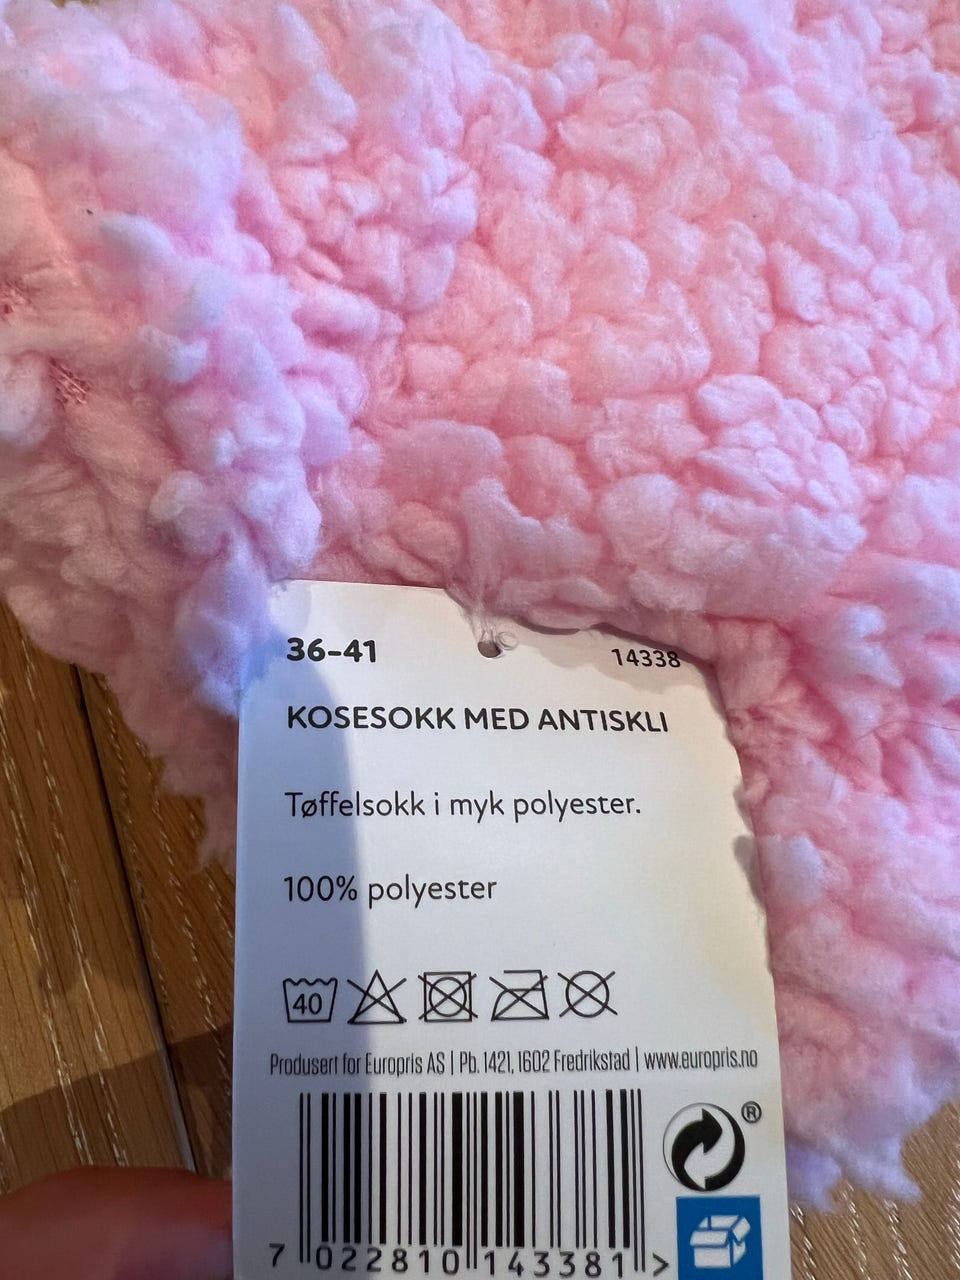 36-41 14338
KOSESOKK MED ANTISKLI
Tøffelsokk i myk polyester.
100% polyester
40
Produsert for Europris AS | Pb. 1421, 1602 Fredrikstad | www.europris.no
®
7 022810 143381 >